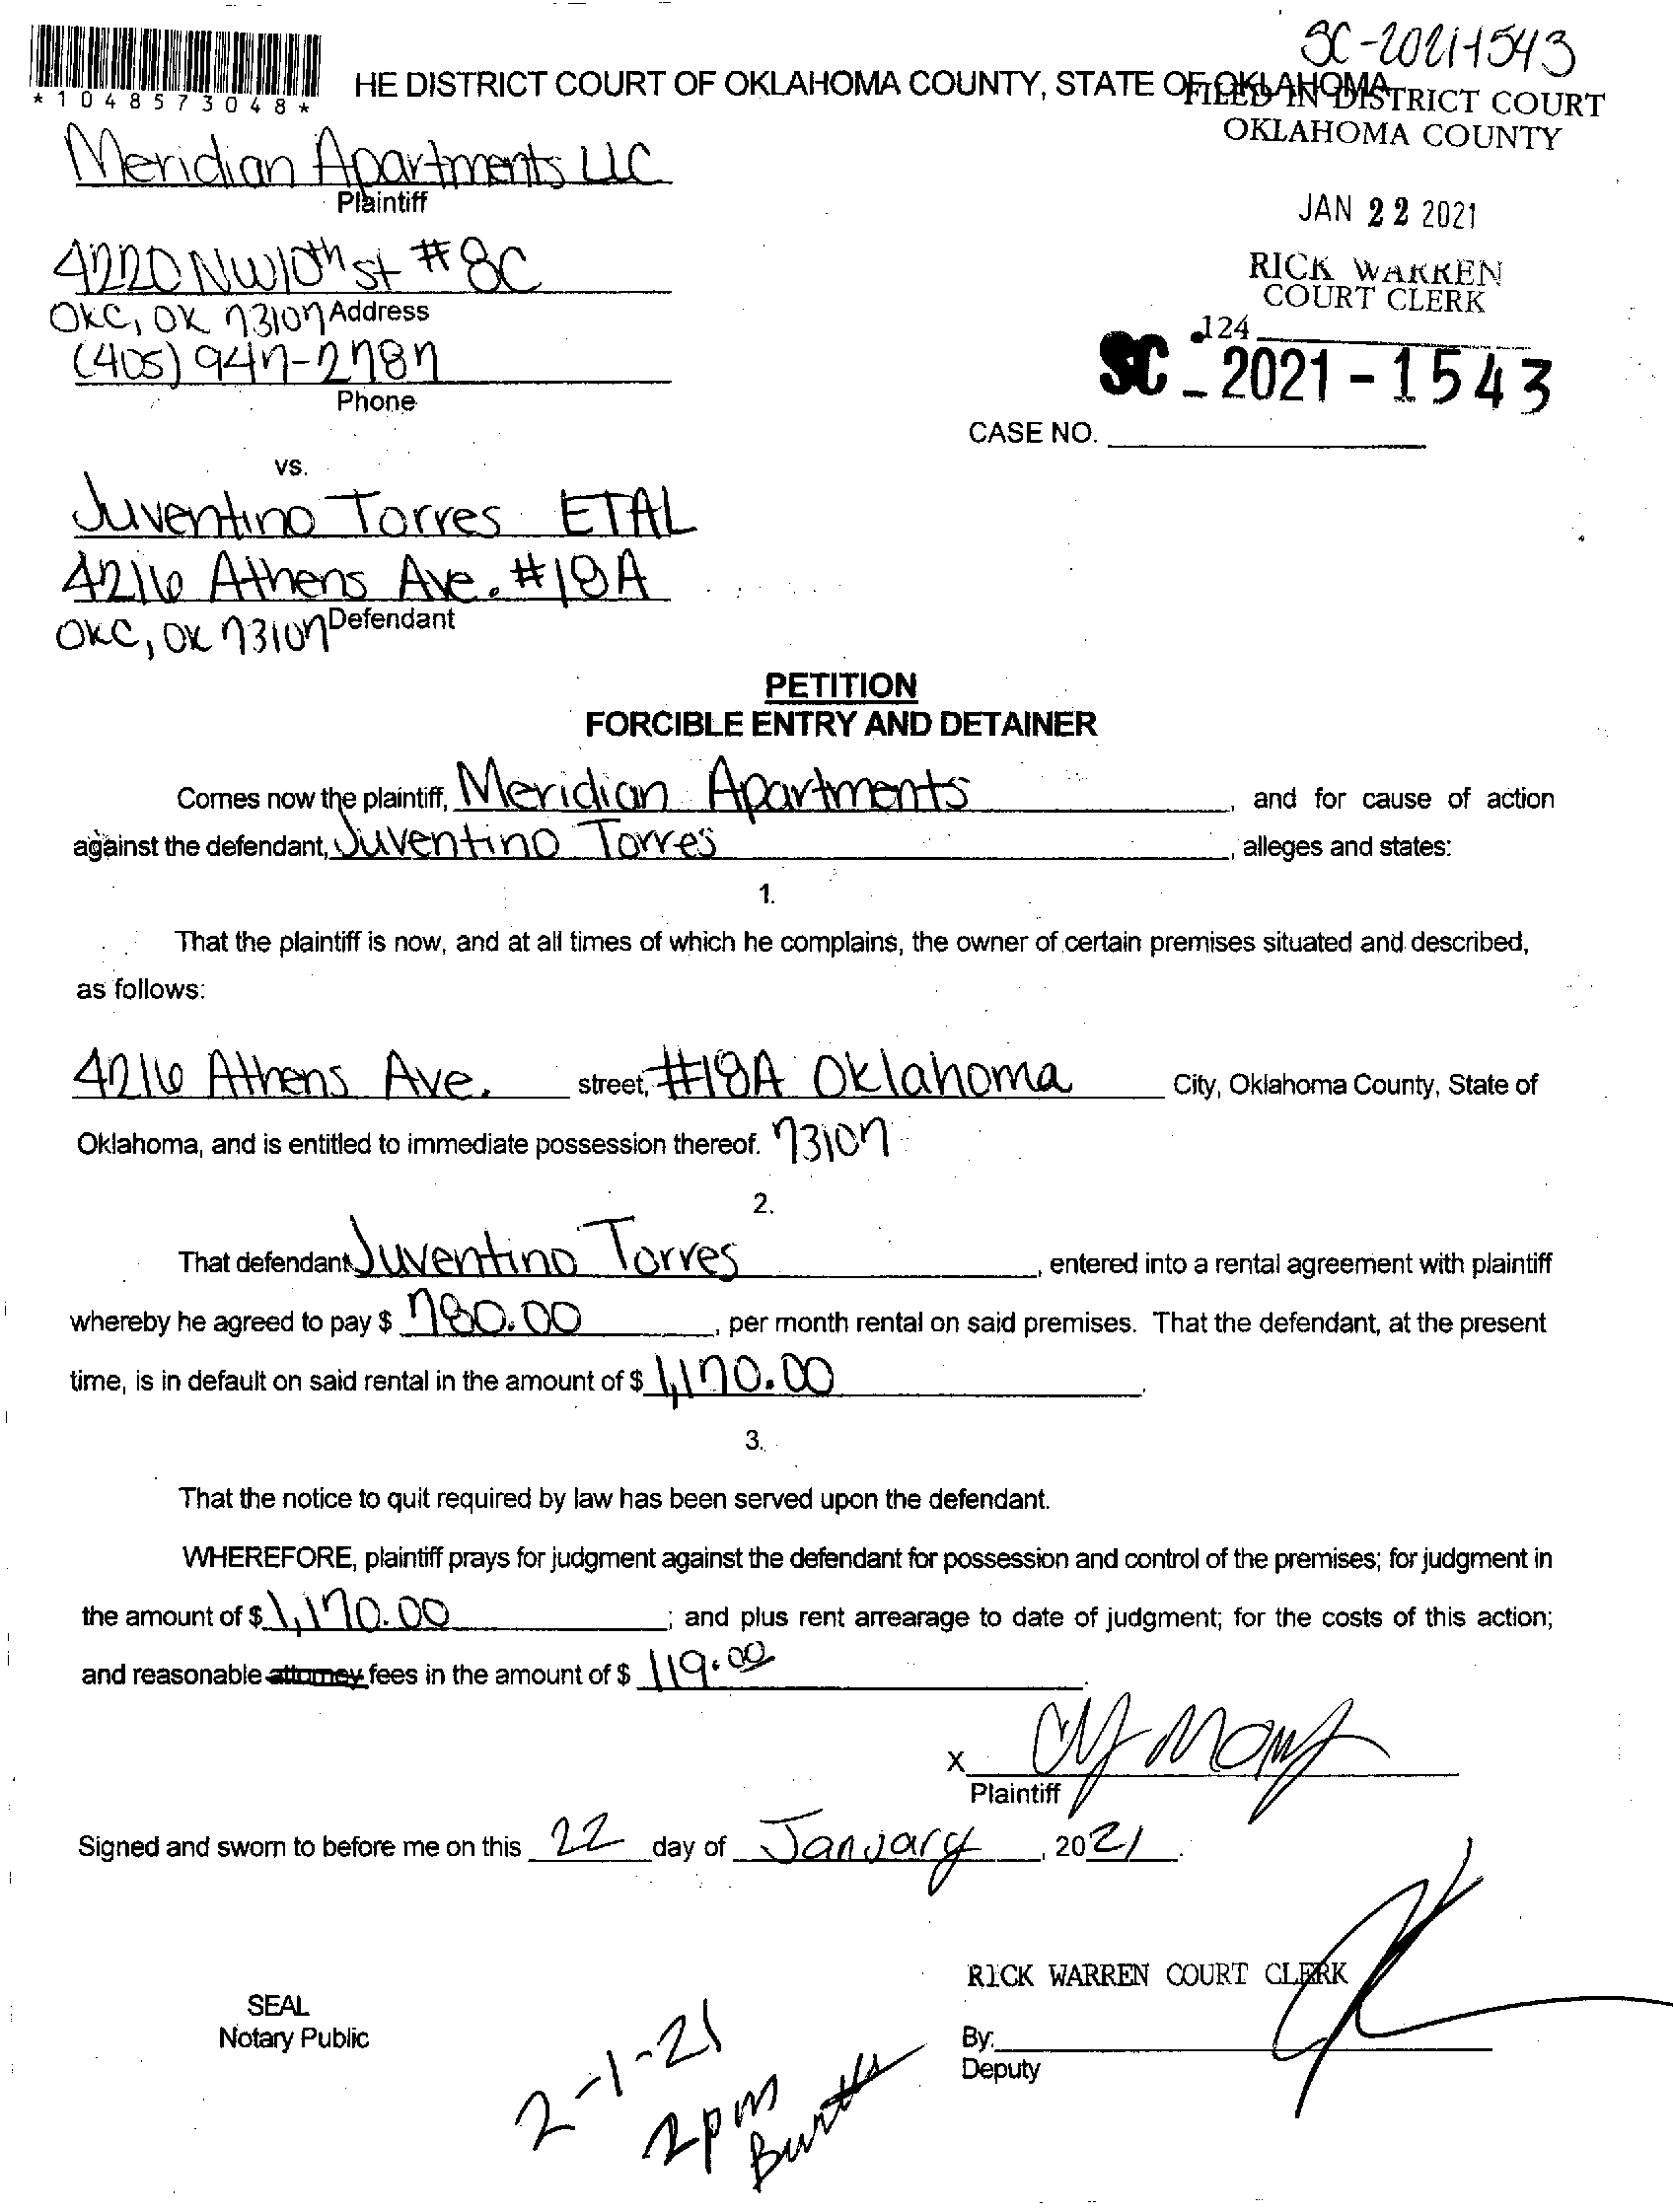 SC-2021-1543
*1048573048*
HE DISTRICT COURT OF OKLAHOMA COUNTY, STATE OF OKLAHOMA
FILED IN DISTRICT COURT
OKLAHOMA COUNTY
Meridian Apartments LLC
Plaintiff
JAN 22 2021
4220 NW 10th st #8C
RICK WARREN
COURT CLERK
OKC, OK 73107 Address
124
(405) 947-2787
SC - 2021 - 1543
Phone
CASE NO.
vs.
Juventino Torres ETAL
4216 Athens Ave. #18A
OKC, OK 73107 Defendant
PETITION
FORCIBLE ENTRY AND DETAINER
Comes now the plaintiff, Meridian Apartments, and for cause of action
against the defendant, Juventino Torres, alleges and states:
1.
That the plaintiff is now, and at all times of which he complains, the owner of certain premises situated and described,
as follows:
4216 Athens Ave. street, #18A Oklahoma City, Oklahoma County, State of
Oklahoma, and is entitled to immediate possession thereof. 73107
2.
That defendant Juventino Torres, entered into a rental agreement with plaintiff
whereby he agreed to pay $ 780.00, per month rental on said premises. That the defendant, at the present
time, is in default on said rental in the amount of $ 1,170.00.
3.
That the notice to quit required by law has been served upon the defendant.
WHEREFORE, plaintiff prays for judgment against the defendant for possession and control of the premises; for judgment in
the amount of $ 1,170.00; and plus rent arrearage to date of judgment; for the costs of this action;
and reasonable attorney fees in the amount of $ 119.00.
X
Plaintiff
Signed and sworn to before me on this 22 day of January, 2021.
RICK WARREN COURT CLERK
SEAL
Notary Public
By:
Deputy
2-1-21
2pm